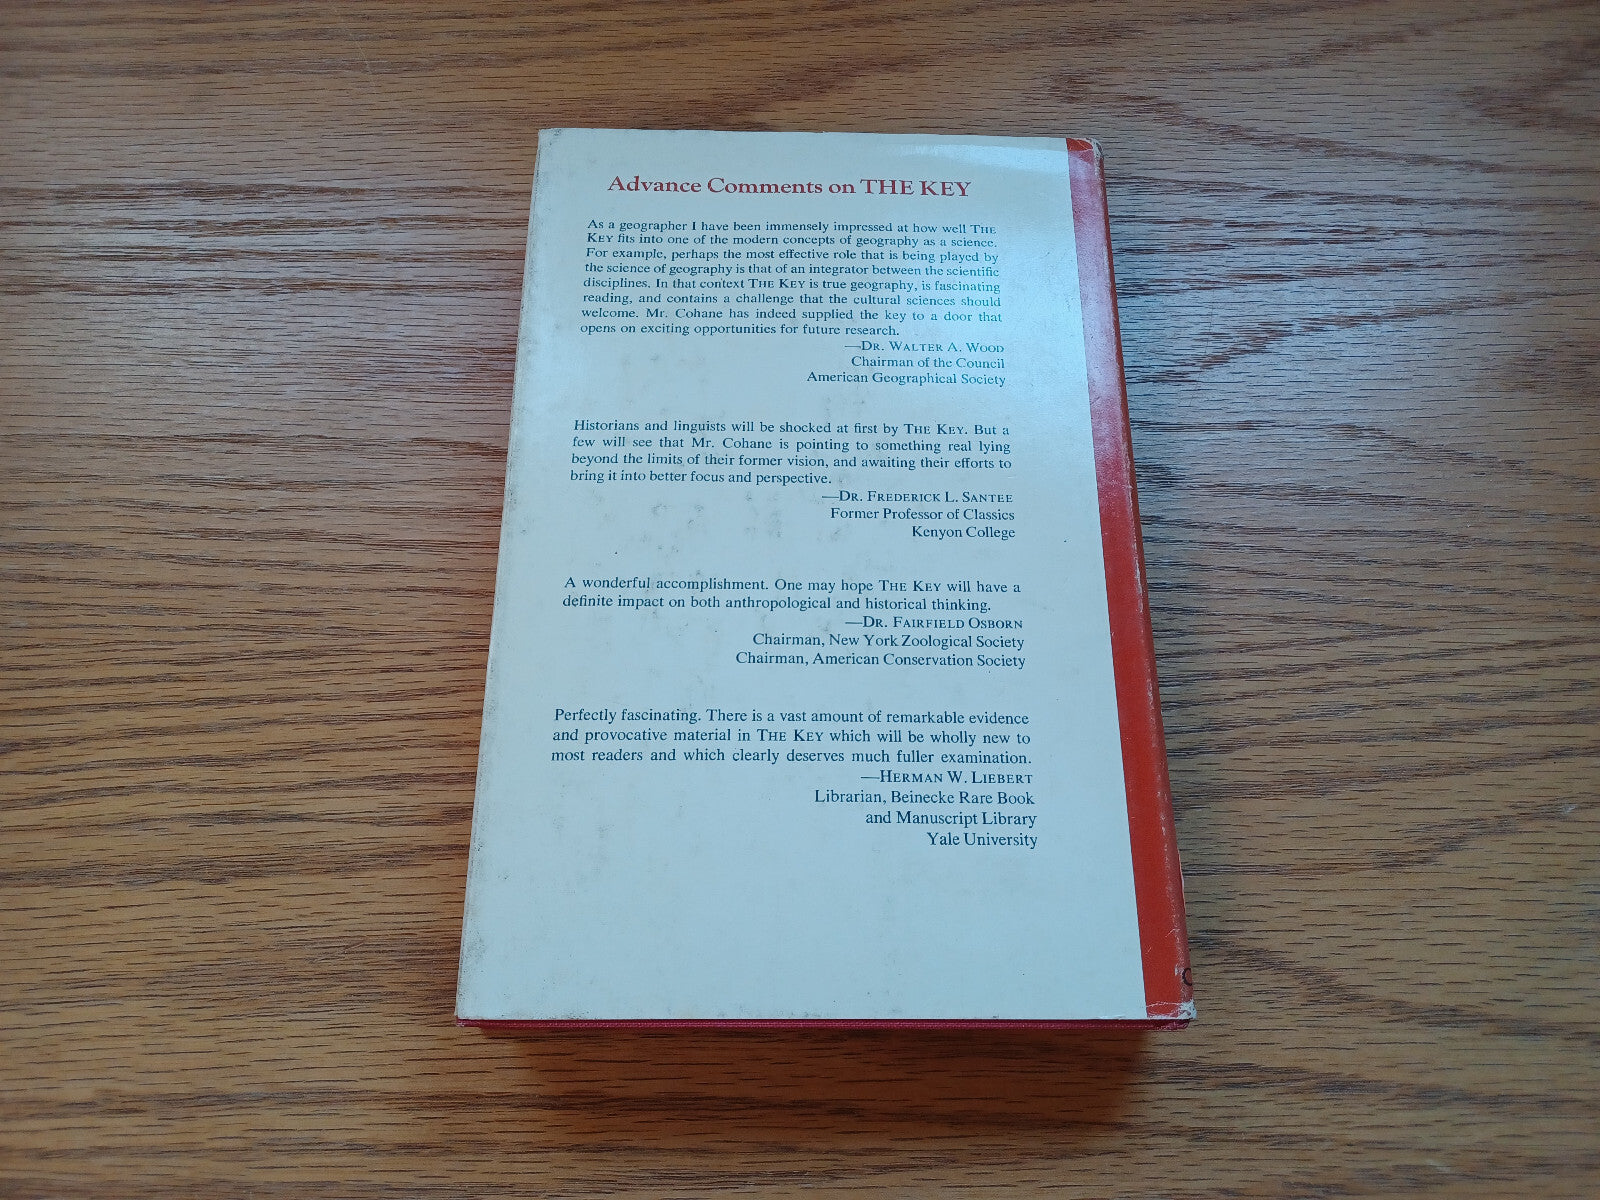 Advance Comments on THE KEY
As a geographer I have been immensely impressed at how well THE
KEY fits into one of the modern concepts of geography as a science.
For example, perhaps the most effective role that is being played by
the science of geography is that of an integrator between the scientific
disciplines. In that context THE KEY is true geography, is fascinating
reading, and contains a challenge that the cultural sciences should
welcome. Mr. Cohane has indeed supplied the key to a door that
opens on exciting opportunities for future research.
—DR. WALTER A. WOOD
Chairman of the Council
American Geographical Society
Historians and linguists will be shocked at first by THE KEY. But a
few will see that Mr. Cohane is pointing to something real lying
beyond the limits of their former vision, and awaiting their efforts to
bring it into better focus and perspective.
—DR. FREDERICK L. SANTEE
Former Professor of Classics
Kenyon College
A wonderful accomplishment. One may hope THE KEY will have a
definite impact on both anthropological and historical thinking.
—DR. FAIRFIELD OSBORN
Chairman, New York Zoological Society
Chairman, American Conservation Society
Perfectly fascinating. There is a vast amount of remarkable evidence
and provocative material in THE KEY which will be wholly new to
most readers and which clearly deserves much fuller examination.
—HERMAN W. LIEBERT
Librarian, Beinecke Rare Book
and Manuscript Library
Yale University